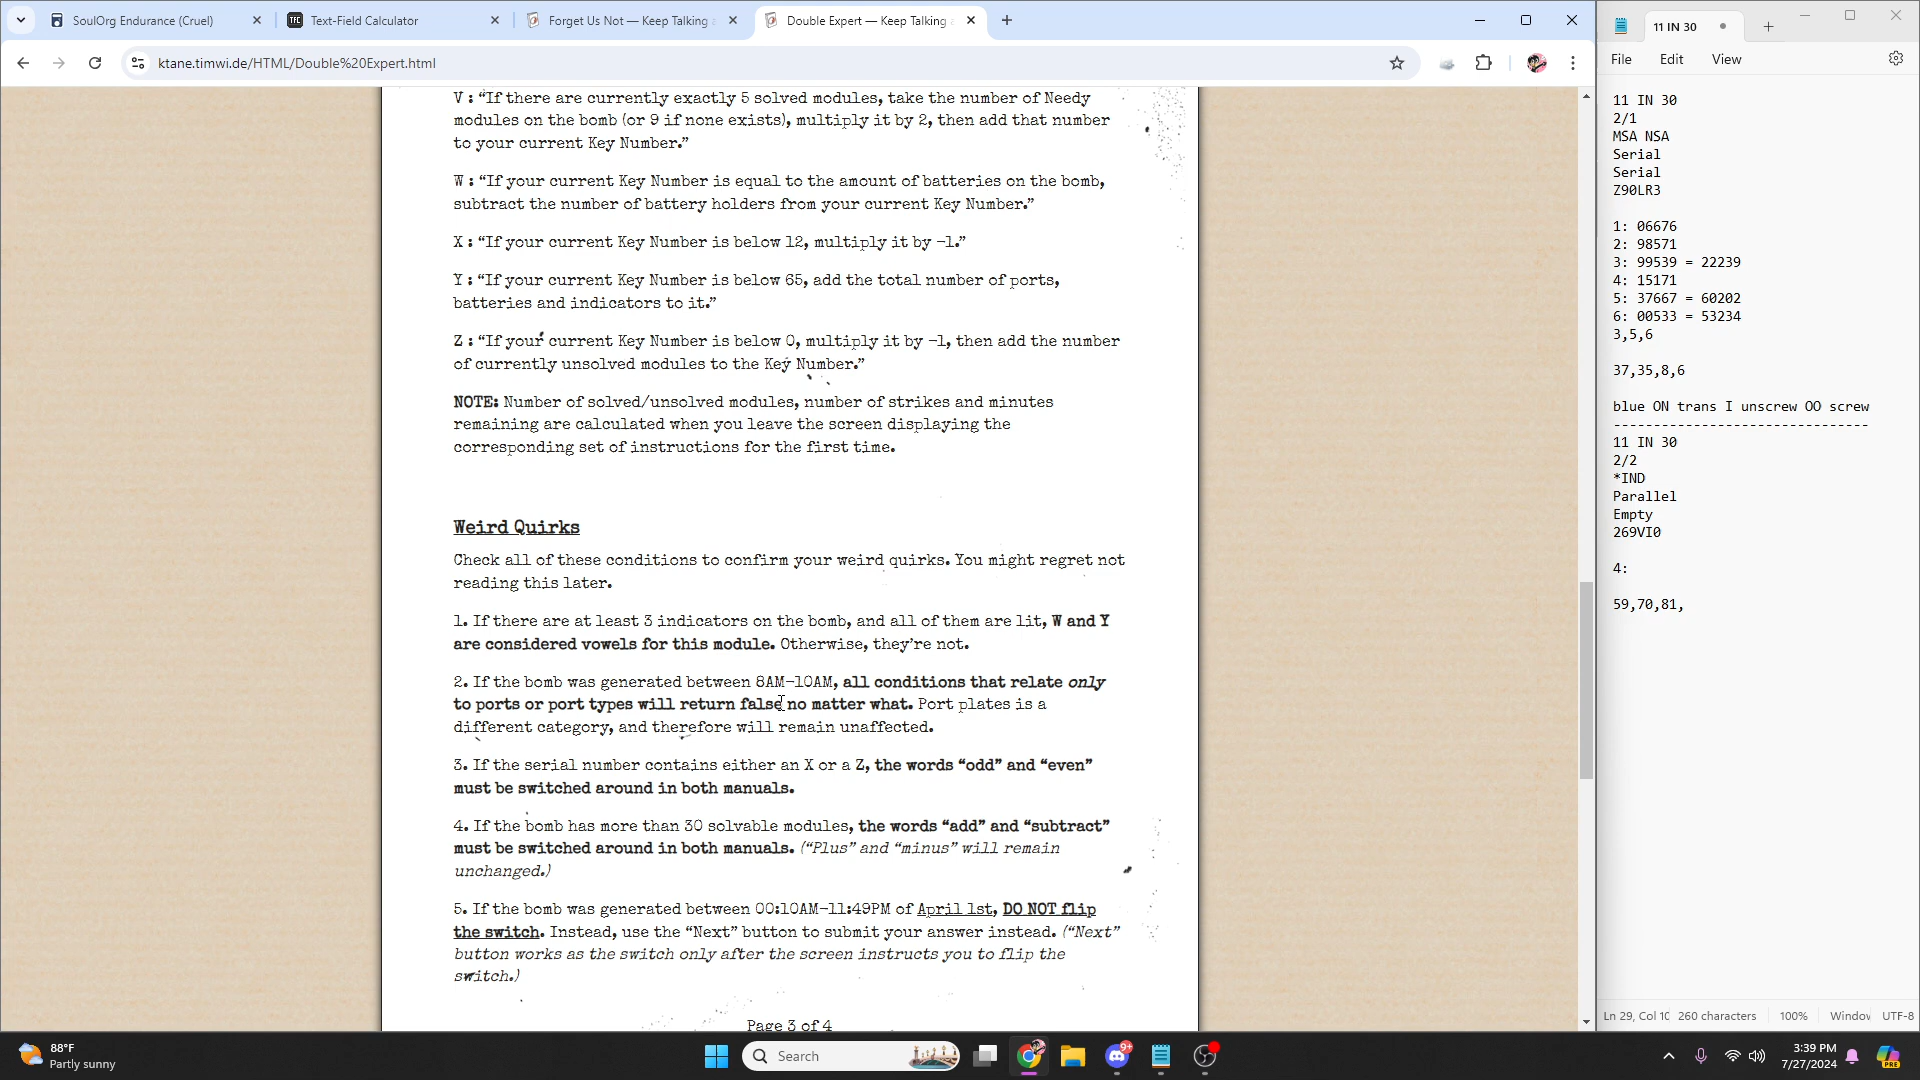 SoulOrg Endurance (Cruel)
Text-Field Calculator
Forget Us Not — Keep Talking
Double Expert — Keep Talking
ktane.timwi.de/HTML/Double%20Expert.html
V : “If there are currently exactly 5 solved modules, take the number of Needy
modules on the bomb (or 9 if none exists), multiply it by 2, then add that number
to your current Key Number.”
W : “If your current Key Number is equal to the amount of batteries on the bomb,
subtract the number of battery holders from your current Key Number.”
X : “If your current Key Number is below 12, multiply it by -1.”
Y : “If your current Key Number is below 65, add the total number of ports,
batteries and indicators to it.”
Z : “If your current Key Number is below 0, multiply it by -1, then add the number
of currently unsolved modules to the Key Number.”
NOTE: Number of solved/unsolved modules, number of strikes and minutes
remaining are calculated when you leave the screen displaying the
corresponding set of instructions for the first time.
Weird Quirks
Check all of these conditions to confirm your weird quirks. You might regret not
reading this later.
1. If there are at least 3 indicators on the bomb, and all of them are lit, W and Y
are considered vowels for this module. Otherwise, they’re not.
2. If the bomb was generated between 8AM-10AM, all conditions that relate only
to ports or port types will return false no matter what. Port plates is a
different category, and therefore will remain unaffected.
3. If the serial number contains either an X or a Z, the words “odd” and “even”
must be switched around in both manuals.
4. If the bomb has more than 30 solvable modules, the words “add” and “subtract”
must be switched around in both manuals. (“Plus” and “minus” will remain
unchanged.)
5. If the bomb was generated between 00:10AM-11:49PM of April 1st, DO NOT flip
the switch. Instead, use the “Next” button to submit your answer instead. (“Next”
button works as the switch only after the screen instructs you to flip the
switch.)
Page 3 of 4
11 IN 30
File Edit View
11 IN 30
2/1
MSA NSA
Serial
Serial
Z90LR3
1: 06676
2: 98571
3: 99539 = 22239
4: 15171
5: 37667 = 60202
6: 00533 = 53234
3,5,6
37,35,8,6
blue ON trans I unscrew OO screw
--------------------------------
11 IN 30
2/2
*IND
Parallel
Empty
269VI0
4:
59,70,81,
Ln 29, Col 10 260 characters 100% Window UTF-8
88°F
Partly sunny
Search
9+
PRE
3:39 PM
7/27/2024